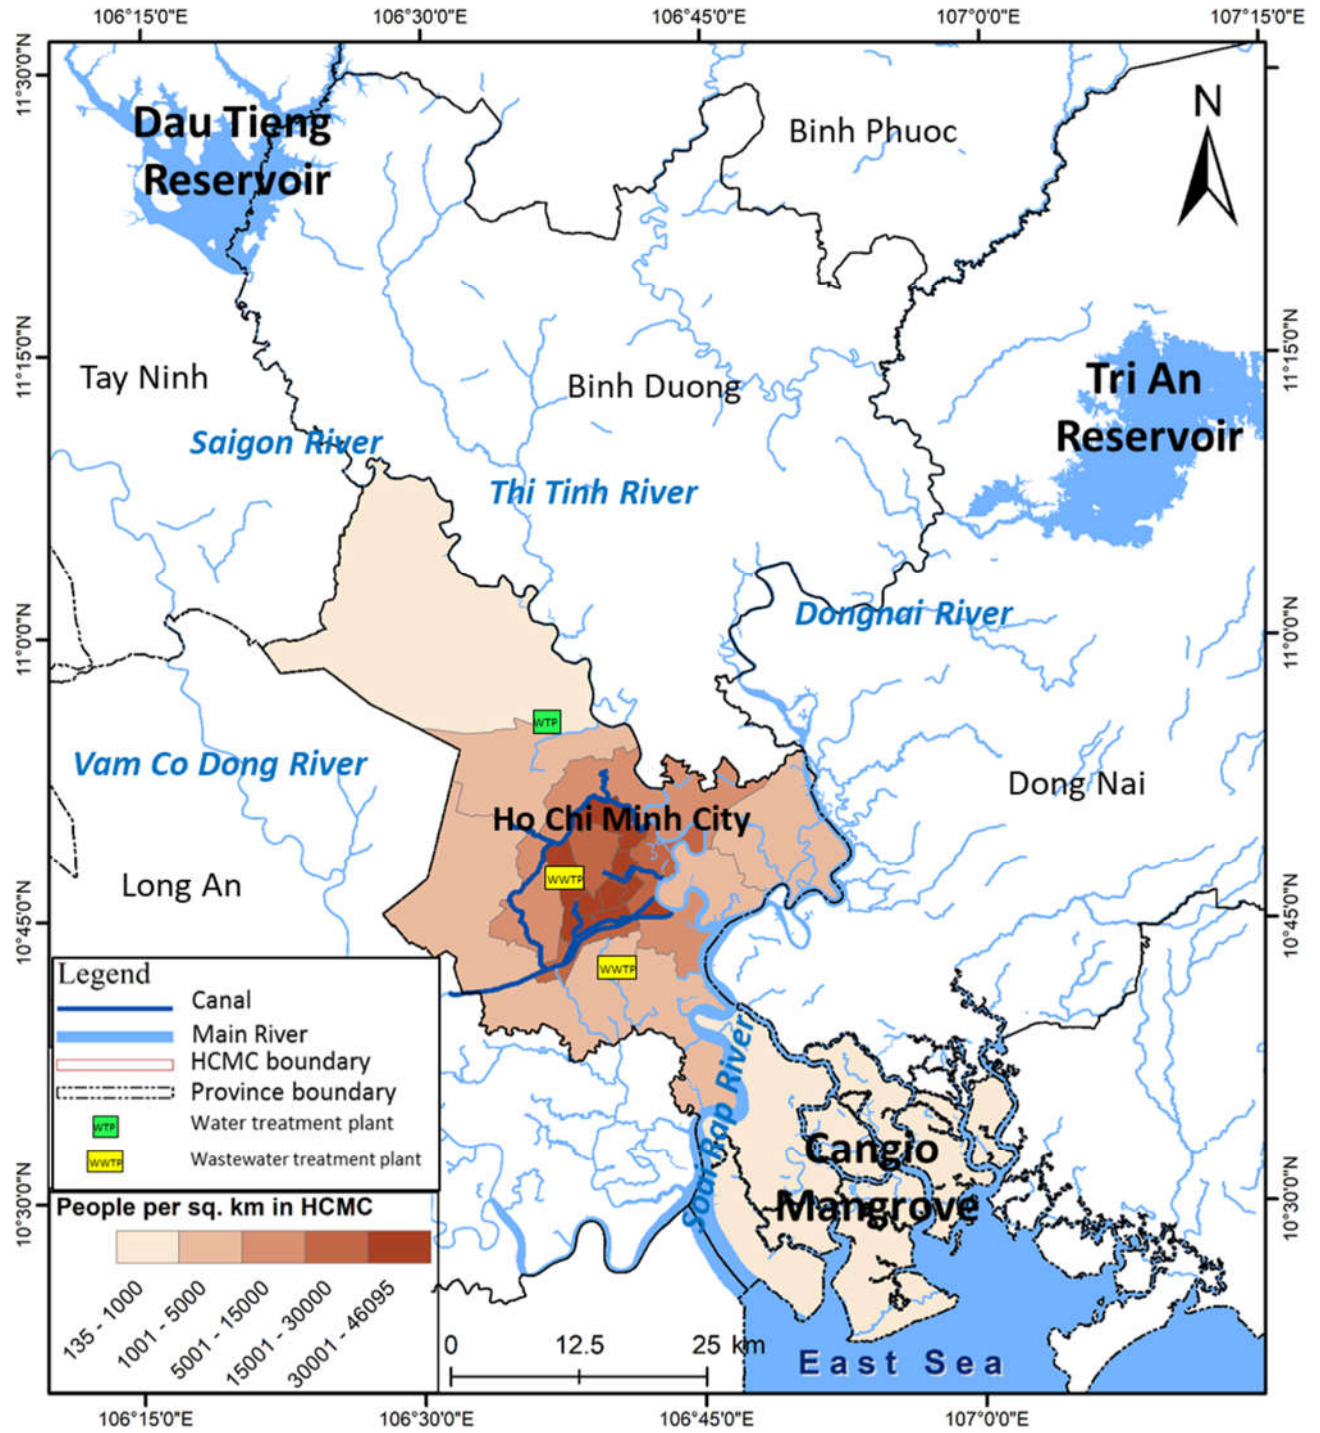 106°15'0"E
106°30'0"E
106°45'0"E
107°0'0"E
107°15'0"E
11°30'0"N
N
Dau Tieng
Reservoir
Binh Phuoc
11°15'0"N
11°15'0"N
Tay Ninh
Binh Duong
Tri An
Reservoir
Saigon River
Thi Tinh River
11°0'0"N
11°0'0"N
Dongnai River
WTP
Vam Co Dong River
Dong Nai
Ho Chi Minh City
WWTP
Long An
10°45'0"N
10°45'0"N
WWTP
Legend
Canal
Main River
HCMC boundary
Province boundary
WTP
Water treatment plant
WWTP
Wastewater treatment plant
Soai Rap River
Cangio
Mangrove
10°30'0"N
10°30'0"N
People per sq. km in HCMC
135 - 1000
1001 - 5000
5001 - 15000
15001 - 30000
30001 - 46095
0
12.5
25 km
East Sea
106°15'0"E
106°30'0"E
106°45'0"E
107°0'0"E